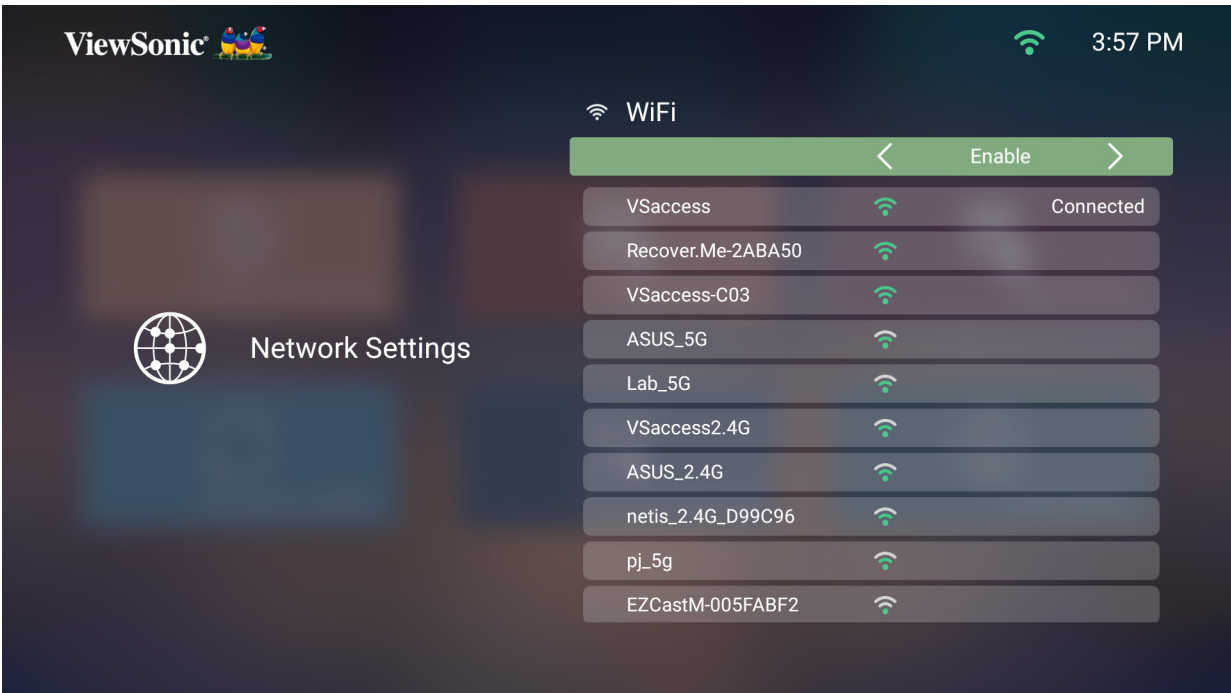 ViewSonic®
3:57 PM
WiFi
Enable
VSaccess Connected
Recover.Me-2ABA50
VSaccess-C03
ASUS_5G
Network Settings
Lab_5G
VSaccess2.4G
ASUS_2.4G
netis_2.4G_D99C96
pj_5g
EZCastM-005FABF2